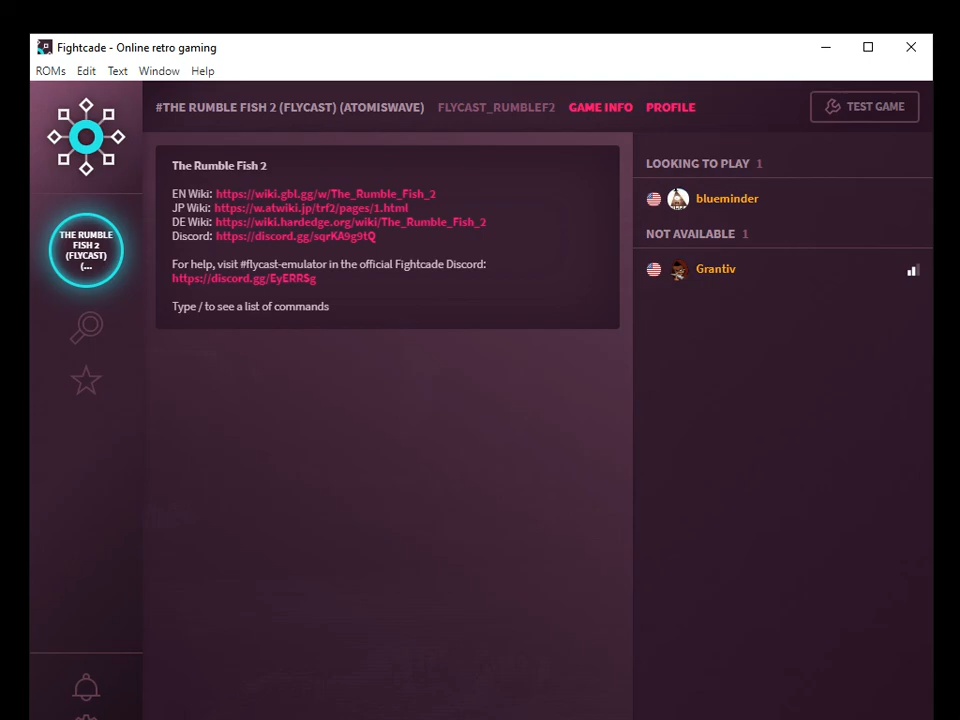 Fightcade - Online retro gaming
ROMs Edit Text Window Help
#THE RUMBLE FISH 2 (FLYCAST) (ATOMISWAVE) FLYCAST_RUMBLEF2 GAME INFO PROFILE TEST GAME
THE RUMBLE
FISH 2
(FLYCAST)
(...
The Rumble Fish 2
EN Wiki: https://wiki.gbl.gg/w/The_Rumble_Fish_2
JP Wiki: https://w.atwiki.jp/trf2/pages/1.html
DE Wiki: https://wiki.hardedge.org/wiki/The_Rumble_Fish_2
Discord: https://discord.gg/sqrKA9g9tQ
For help, visit #flycast-emulator in the official Fightcade Discord:
https://discord.gg/EyERRSg
Type / to see a list of commands
LOOKING TO PLAY 1
blueminder
NOT AVAILABLE 1
Grantiv